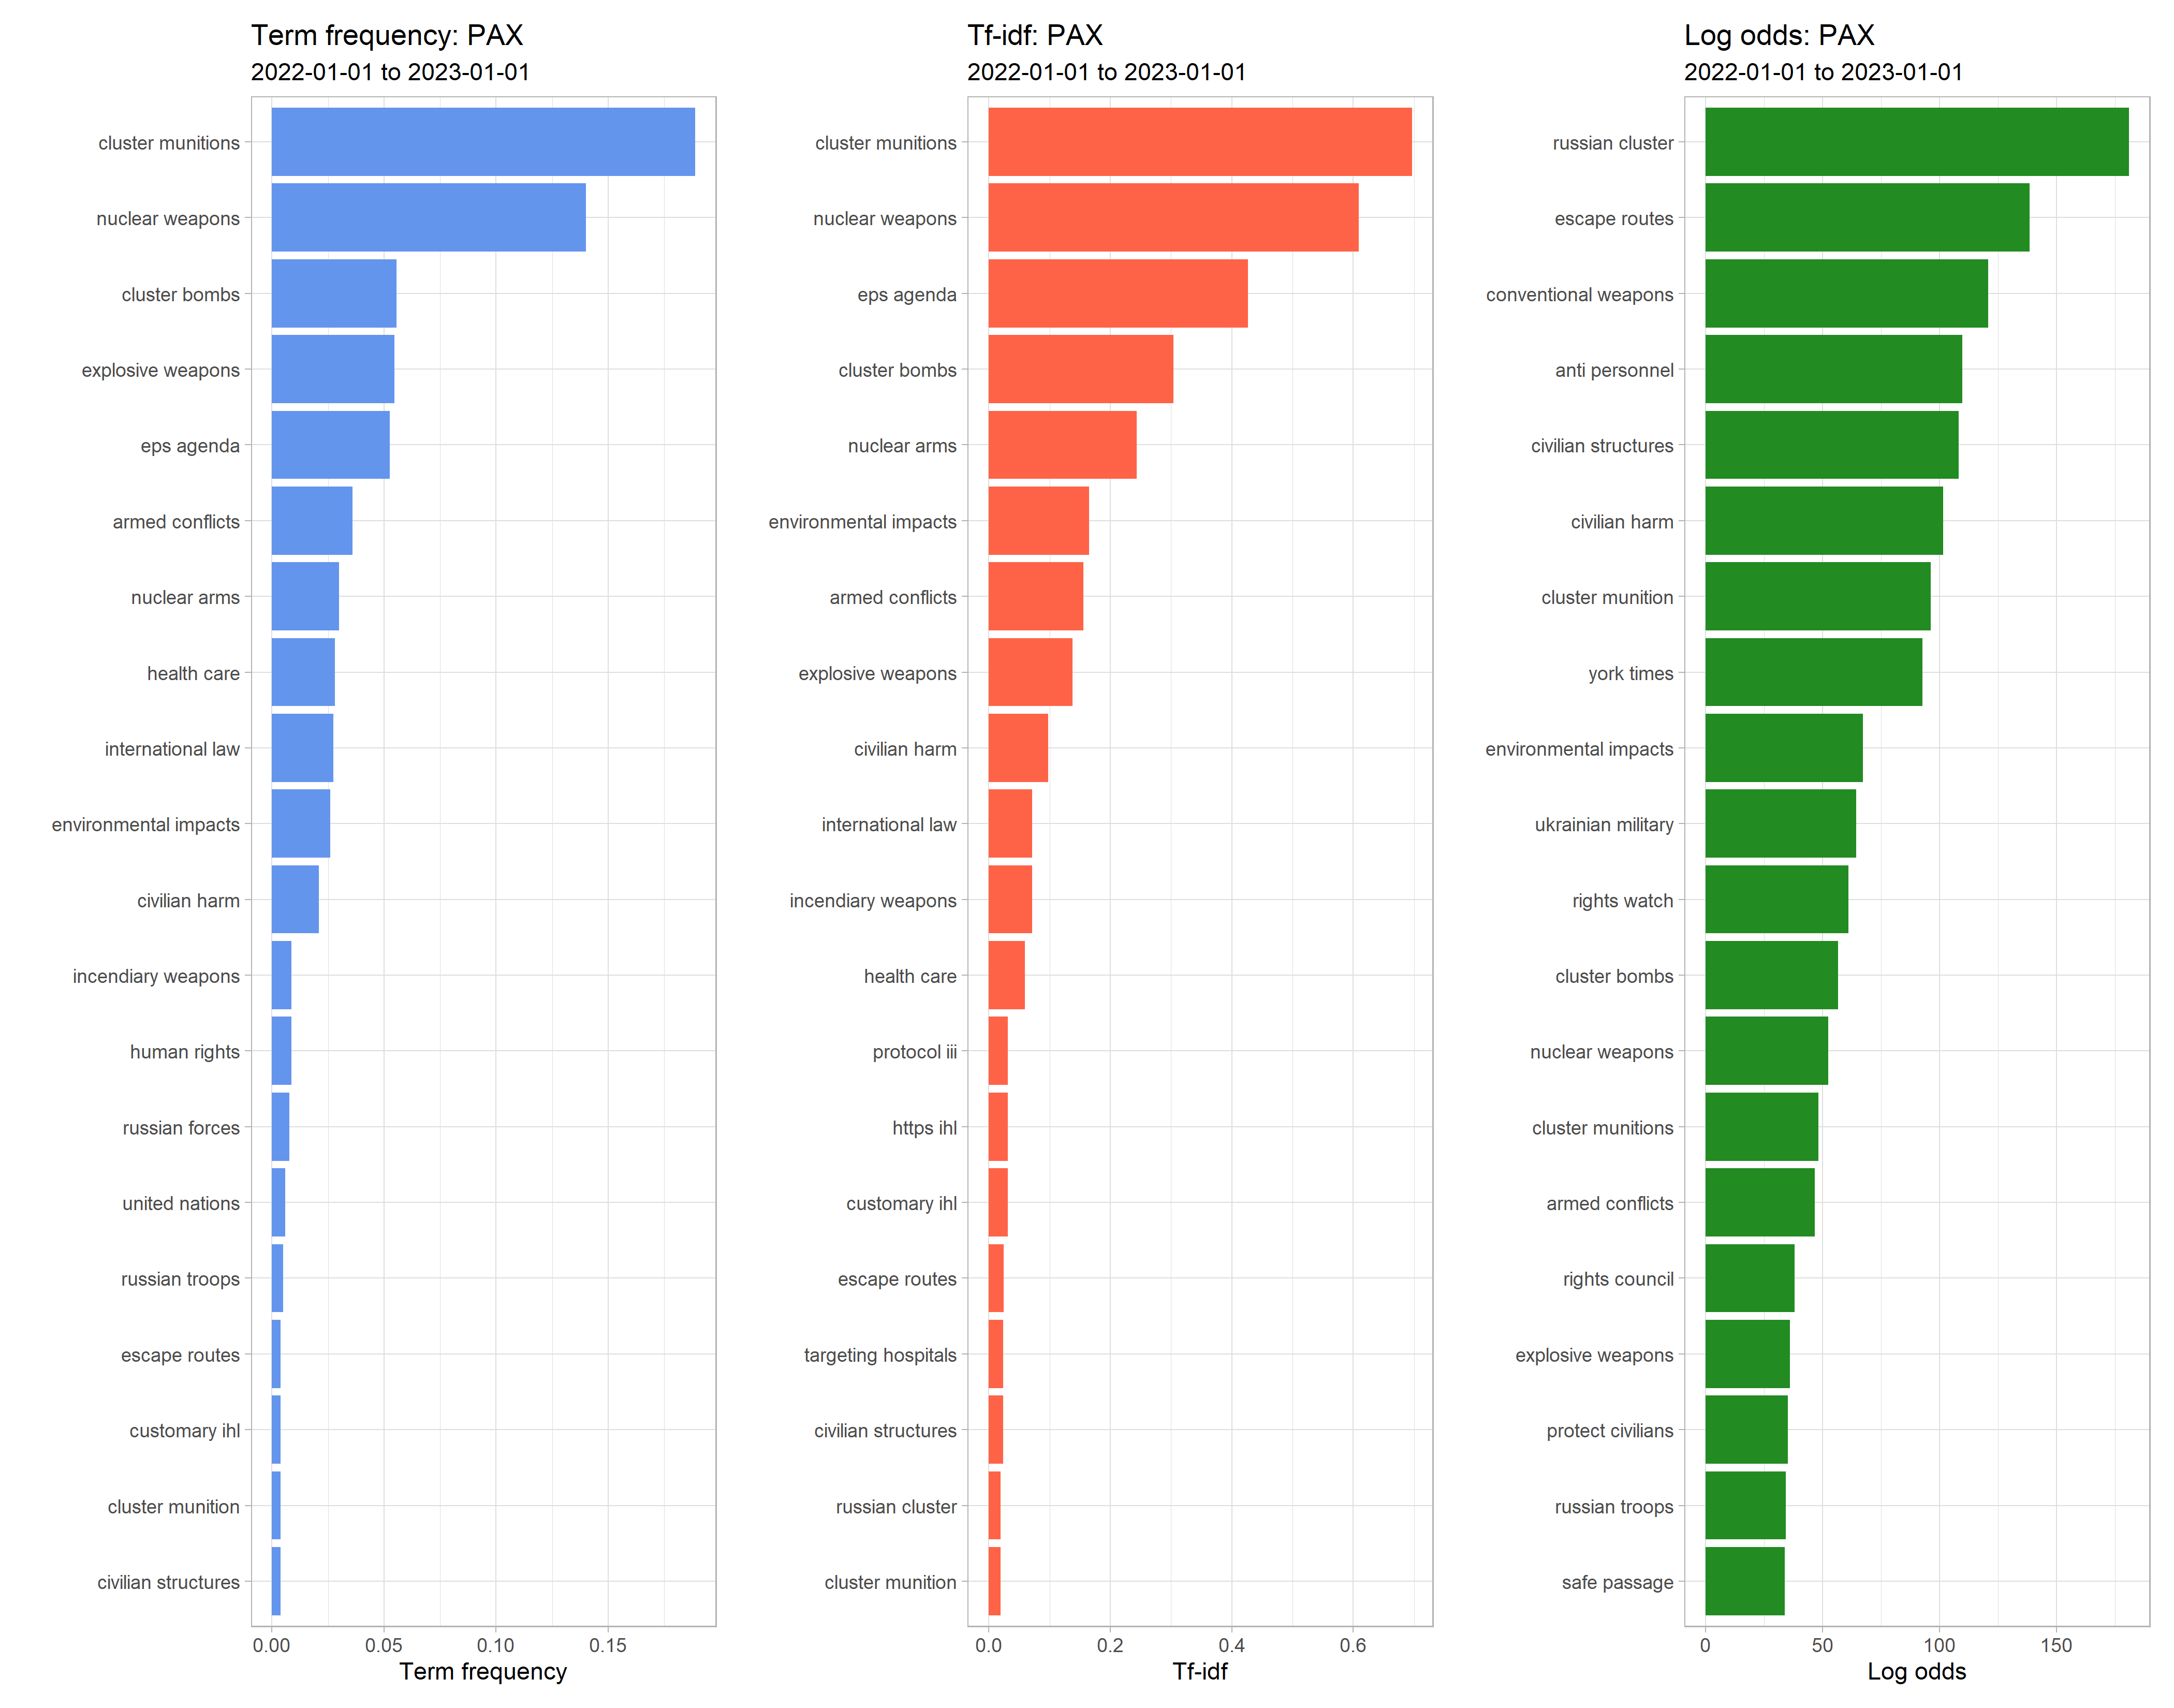 Term frequency: PAX
2022-01-01 to 2023-01-01
cluster munitions
nuclear weapons
cluster bombs
explosive weapons
eps agenda
armed conflicts
nuclear arms
health care
international law
environmental impacts
civilian harm
incendiary weapons
human rights
russian forces
united nations
russian troops
escape routes
customary ihl
cluster munition
civilian structures
0.00 0.05 0.10 0.15
Term frequency
Tf-idf: PAX
2022-01-01 to 2023-01-01
cluster munitions
nuclear weapons
eps agenda
cluster bombs
nuclear arms
environmental impacts
armed conflicts
explosive weapons
civilian harm
international law
incendiary weapons
health care
protocol iii
https ihl
customary ihl
escape routes
targeting hospitals
civilian structures
russian cluster
cluster munition
0.0 0.2 0.4 0.6
Tf-idf
Log odds: PAX
2022-01-01 to 2023-01-01
russian cluster
escape routes
conventional weapons
anti personnel
civilian structures
civilian harm
cluster munition
york times
environmental impacts
ukrainian military
rights watch
cluster bombs
nuclear weapons
cluster munitions
armed conflicts
rights council
explosive weapons
protect civilians
russian troops
safe passage
0 50 100 150
Log odds